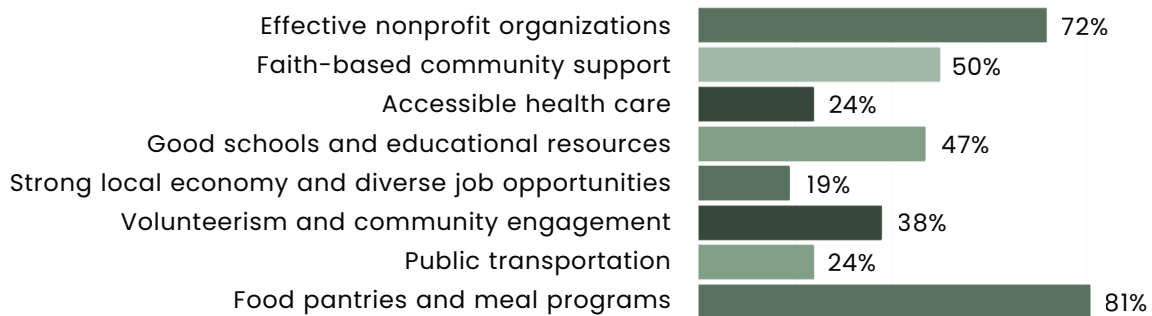 Effective nonprofit organizations 72%
Faith-based community support 50%
Accessible health care 24%
Good schools and educational resources 47%
Strong local economy and diverse job opportunities 19%
Volunteerism and community engagement 38%
Public transportation 24%
Food pantries and meal programs 81%